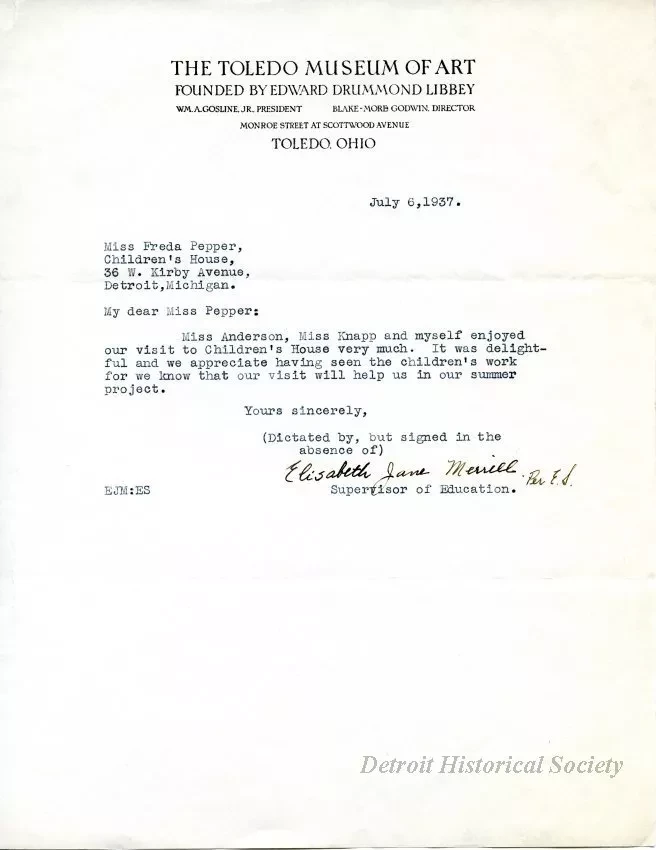 THE TOLEDO MUSEUM OF ART
FOUNDED BY EDWARD DRUMMOND LIBBEY
WM. A. GOSLINE, JR., PRESIDENT BLAKE-MORE GODWIN, DIRECTOR
MONROE STREET AT SCOTTWOOD AVENUE
TOLEDO, OHIO
July 6,1937.
Miss Freda Pepper,
Children's House,
36 W. Kirby Avenue,
Detroit,Michigan.
My dear Miss Pepper:
Miss Anderson, Miss Knapp and myself enjoyed
our visit to Children's House very much. It was delight-
ful and we appreciate having seen the children's work
for we know that our visit will help us in our summer
project.
Yours sincerely,
(Dictated by, but signed in the
absence of)
Elisabeth Jane Merrill. Per E.S.
EJM:ES Supervisor of Education.
Detroit Historical Society